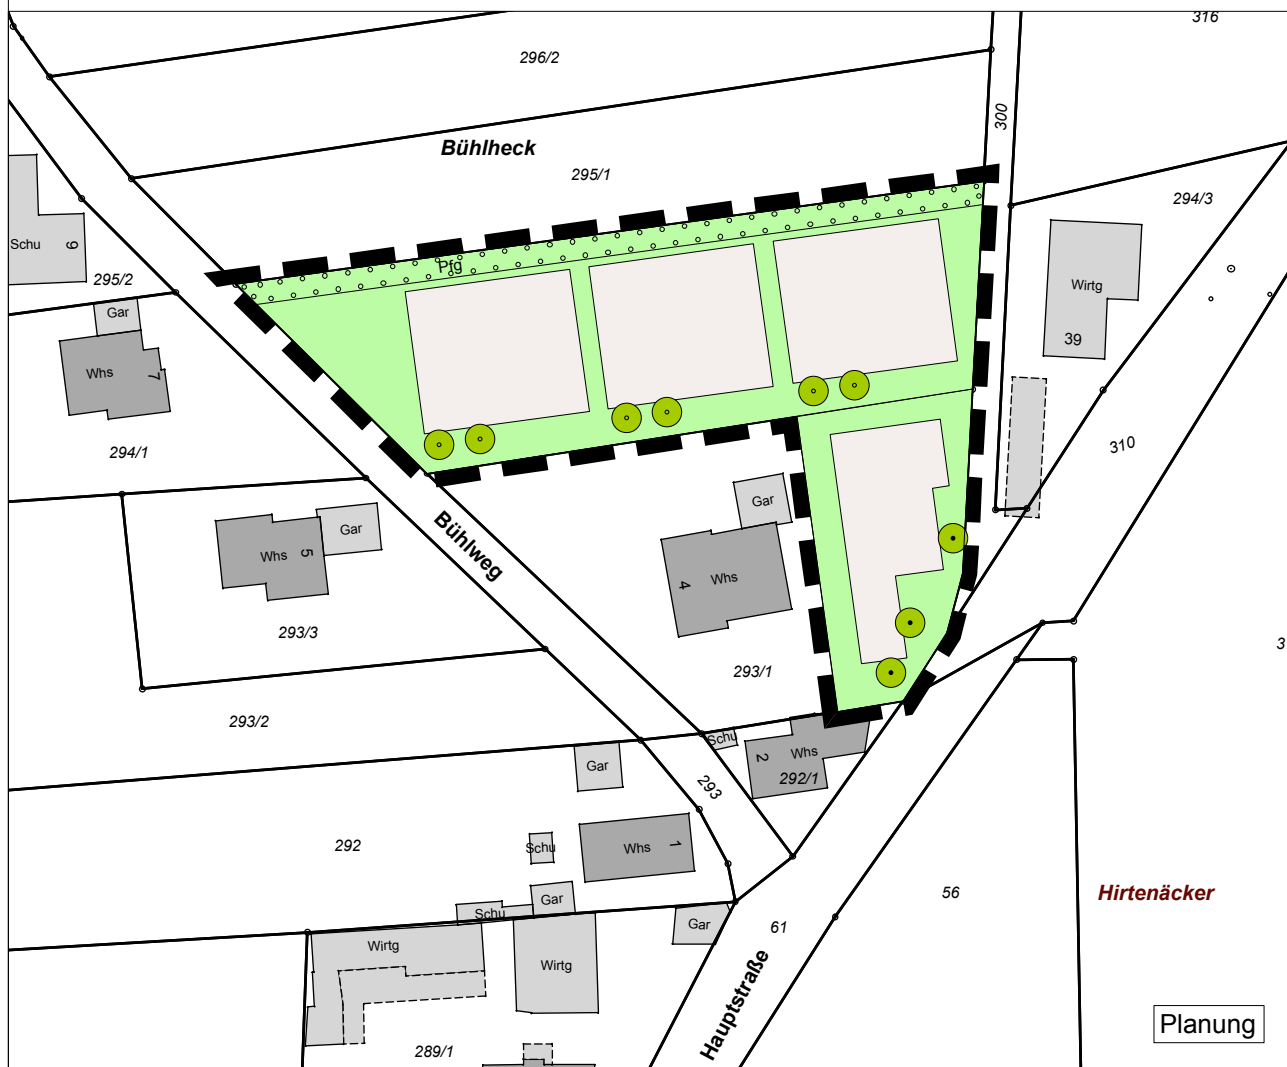 316
296/2
300
Bühlheck
295/1
294/3
Schu
9
295/2
Pfg
Wirtg
39
Gar
Whs
7
294/1
310
Bühlweg
Gar
Whs
5
Gar
Whs
4
293/3
293/1
293/2
Schu
Whs
2
292/1
Gar
293
292
Schu
Whs
1
56
Hirtenäcker
Gar
Schu
Gar
61
Wirtg
Wirtg
Hauptstraße
289/1
Planung